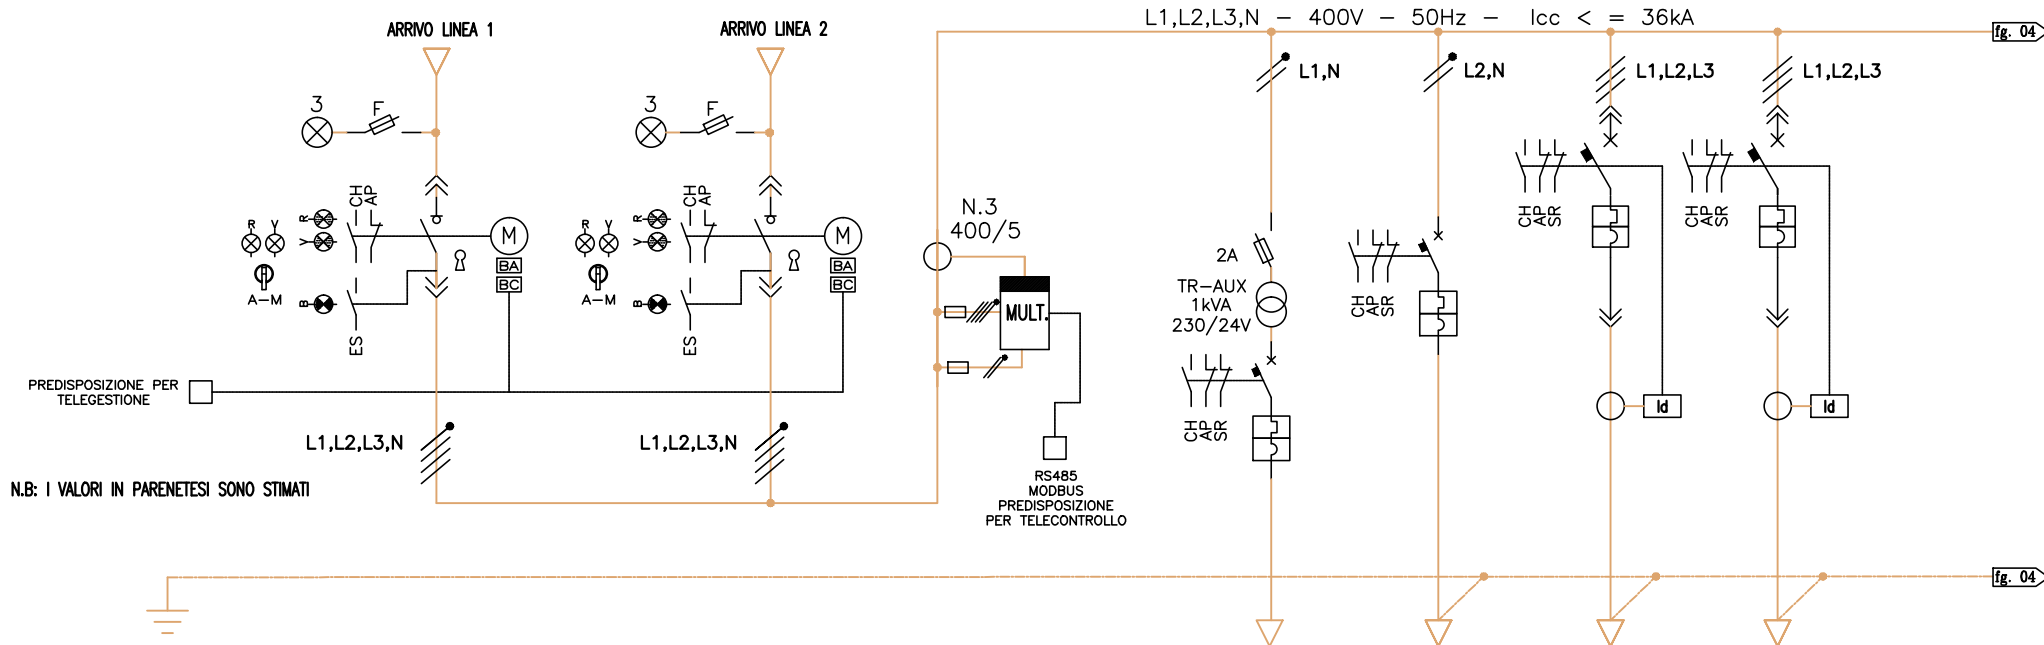 ARRIVO LINEA 1
ARRIVO LINEA 2
L1,L2,L3,N - 400V - 50Hz - Icc < = 36kA
fg. 04
3
F
3
F
L1,N
L2,N
L1,L2,L3
L1,L2,L3
CH
AP
R
Y
R
Y
M
BA
BC
A-M
B
ES
CH
AP
R
Y
R
Y
M
BA
BC
A-M
B
ES
N.3
400/5
MULT.
2A
TR-AUX
1kVA
230/24V
CH
AP
SR
CH
AP
SR
CH
AP
SR
CH
AP
SR
Id
Id
PREDISPOSIZIONE PER
TELEGESTIONE
L1,L2,L3,N
L1,L2,L3,N
RS485
MODBUS
PREDISPOSIZIONE
PER TELECONTROLLO
N.B: I VALORI IN PARENETESI SONO STIMATI
fg. 04